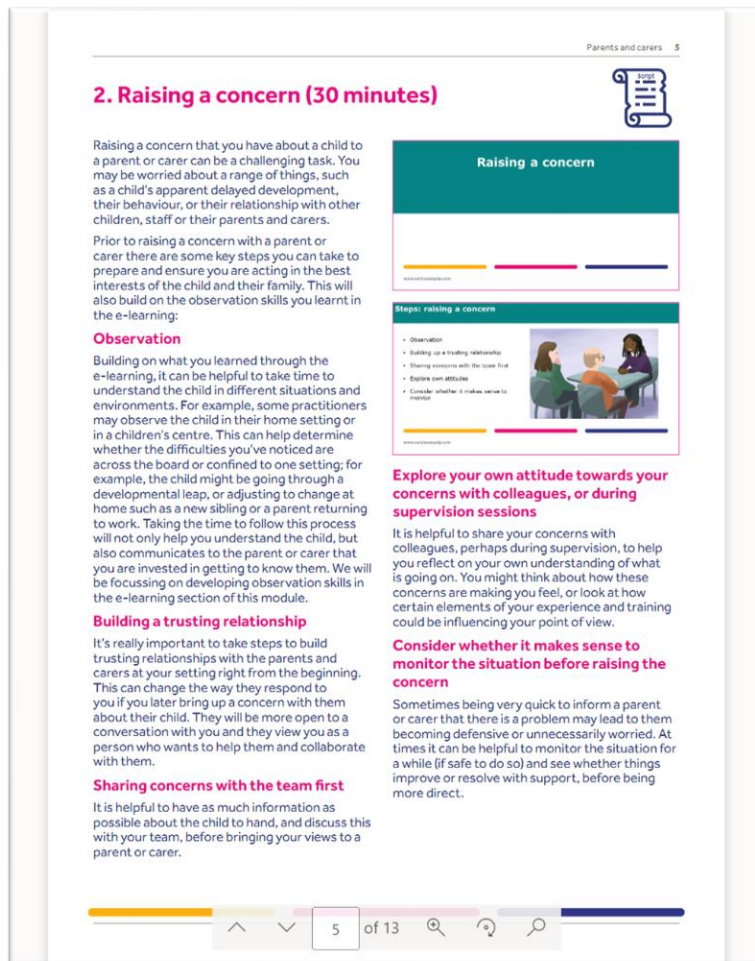 Parents and carers 5
2. Raising a concern (30 minutes)
Script
Raising a concern that you have about a child to
a parent or carer can be a challenging task. You
may be worried about a range of things, such
as a child's apparent delayed development,
their behaviour, or their relationship with other
children, staff or their parents and carers.
Prior to raising a concern with a parent or
carer there are some key steps you can take to
prepare and ensure you are acting in the best
interests of the child and their family. This will
also build on the observation skills you learnt in
the e-learning:
Observation
Building on what you learned through the
e-learning, it can be helpful to take time to
understand the child in different situations and
environments. For example, some practitioners
may observe the child in their home setting or
in a children's centre. This can help determine
whether the difficulties you've noticed are
across the board or confined to one setting; for
example, the child might be going through a
developmental leap, or adjusting to change at
home such as a new sibling or a parent returning
to work. Taking the time to follow this process
will not only help you understand the child, but
also communicates to the parent or carer that
you are invested in getting to know them. We will
be focussing on developing observation skills in
the e-learning section of this module.
Building a trusting relationship
It's really important to take steps to build
trusting relationships with the parents and
carers at your setting right from the beginning.
This can change the way they respond to
you if you later bring up a concern with them
about their child. They will be more open to a
conversation with you and they view you as a
person who wants to help them and collaborate
with them.
Sharing concerns with the team first
It is helpful to have as much information as
possible about the child to hand, and discuss this
with your team, before bringing your views to a
parent or carer.
Raising a concern
Steps: raising a concern
• Observation
• Building up a trusting relationship
• Sharing concerns with the team first
• Explore own attitudes
• Consider whether it makes sense to
monitor
Explore your own attitude towards your
concerns with colleagues, or during
supervision sessions
It is helpful to share your concerns with
colleagues, perhaps during supervision, to help
you reflect on your own understanding of what
is going on. You might think about how these
concerns are making you feel, or look at how
certain elements of your experience and training
could be influencing your point of view.
Consider whether it makes sense to
monitor the situation before raising the
concern
Sometimes being very quick to inform a parent
or carer that there is a problem may lead to them
becoming defensive or unnecessarily worried. At
times it can be helpful to monitor the situation for
a while (if safe to do so) and see whether things
improve or resolve with support, before being
more direct.
5 of 13